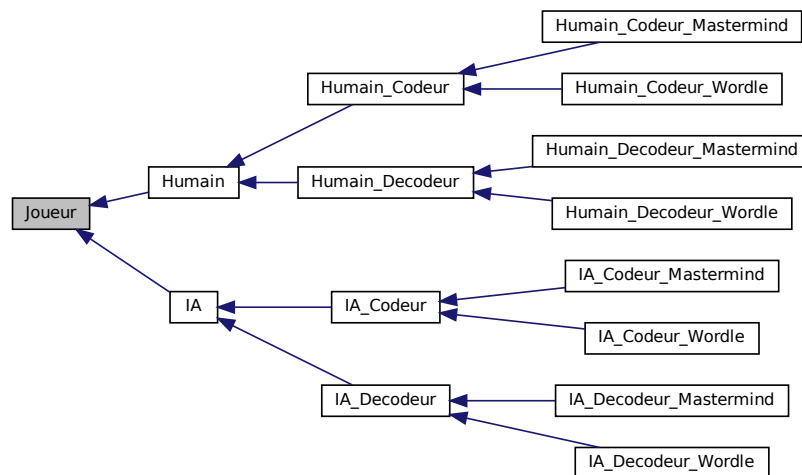 Humain_Codeur_Mastermind
Humain_Codeur
Humain_Codeur_Wordle
Humain_Decodeur_Mastermind
Humain
Humain_Decodeur
Joueur
Humain_Decodeur_Wordle
IA_Codeur_Mastermind
IA
IA_Codeur
IA_Codeur_Wordle
IA_Decodeur
IA_Decodeur_Mastermind
IA_Decodeur_Wordle